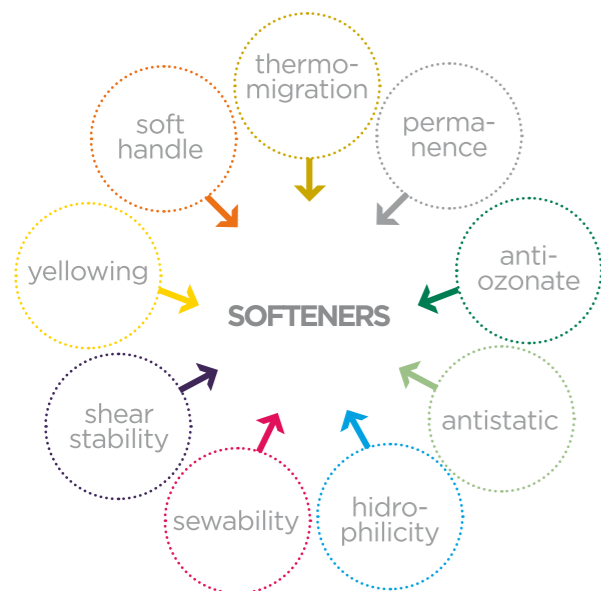 thermo-
migration
perma-
nence
anti-
ozonate
antistatic
hidro-
philicity
sewability
shear
stability
yellowing
soft
handle
SOFTENERS